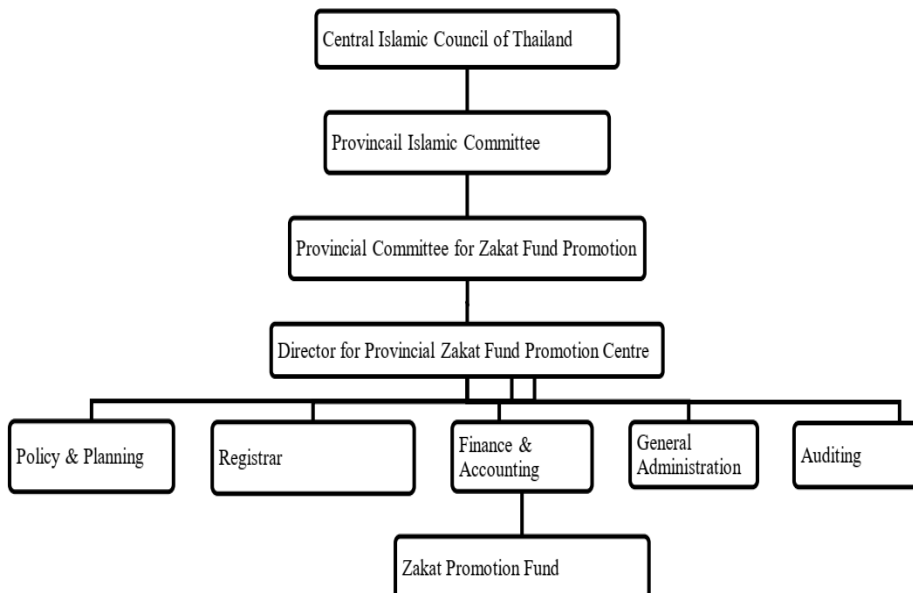 Central Islamic Council of Thailand
Provincail Islamic Committee
Provincial Committee for Zakat Fund Promotion
Director for Provincial Zakat Fund Promotion Centre
Policy & Planning
Registrar
Finance &
Accounting
General
Administration
Auditing
Zakat Promotion Fund